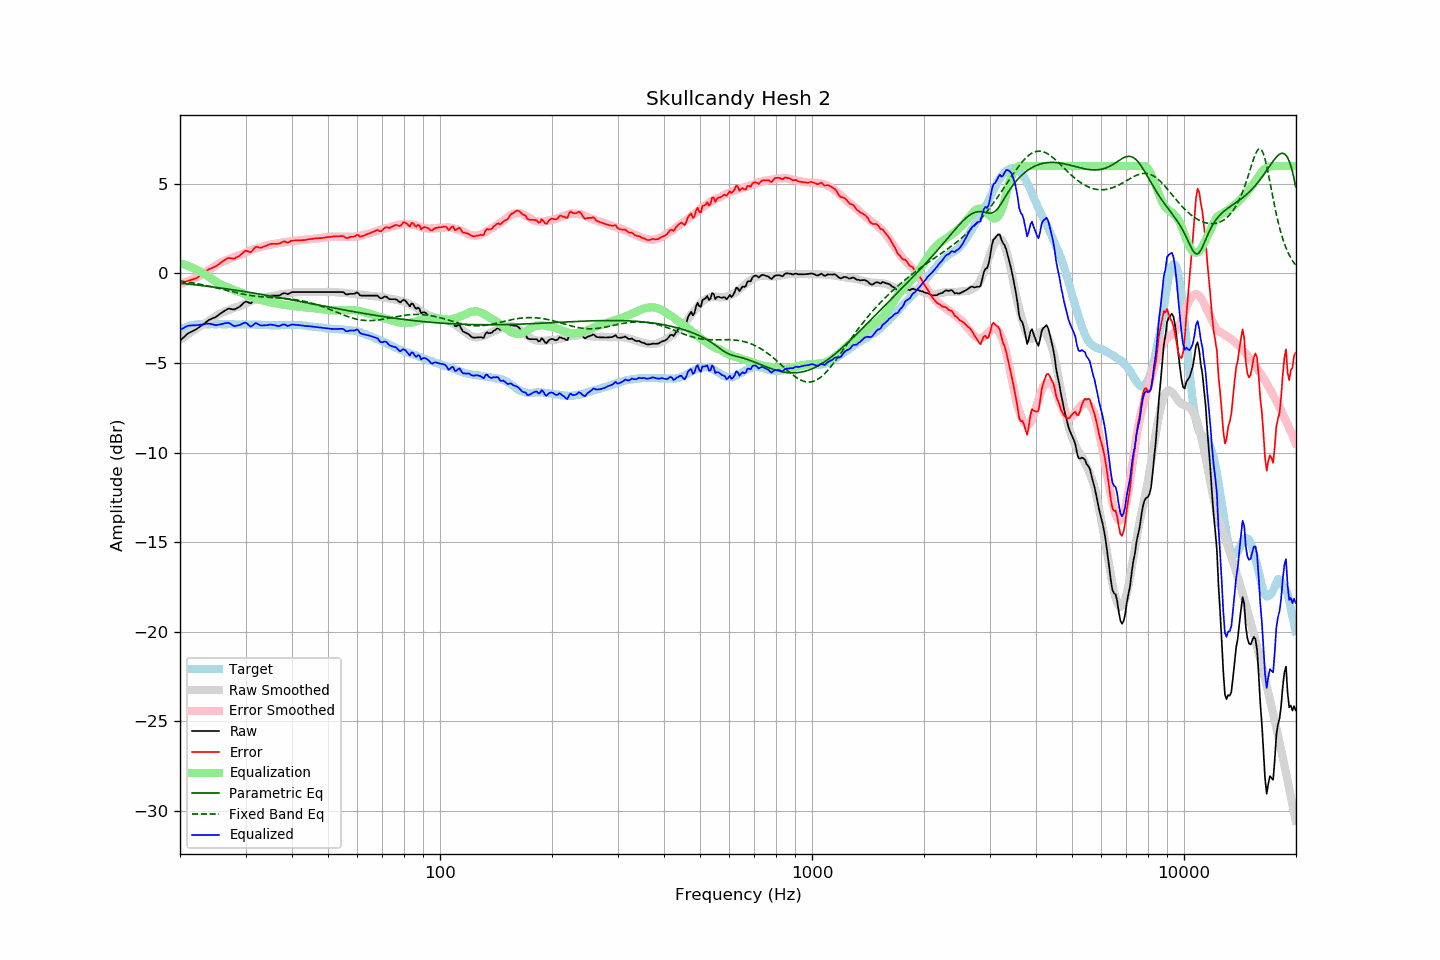 Skullcandy Hesh 2
Amplitude (dBr)
5
0
−5
−10
−15
−20
−25
−30
Target
Raw Smoothed
Error Smoothed
Raw
Error
Equalization
Parametric Eq
Fixed Band Eq
Equalized
100
1000
10000
Frequency (Hz)